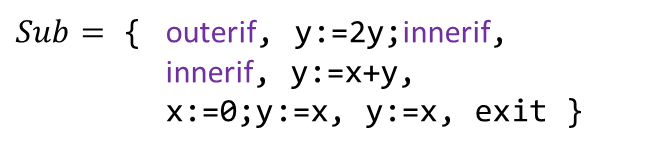 Sub = { outerif, y:=2y;innerif,
innerif, y:=x+y,
x:=0;y:=x, y:=x, exit }